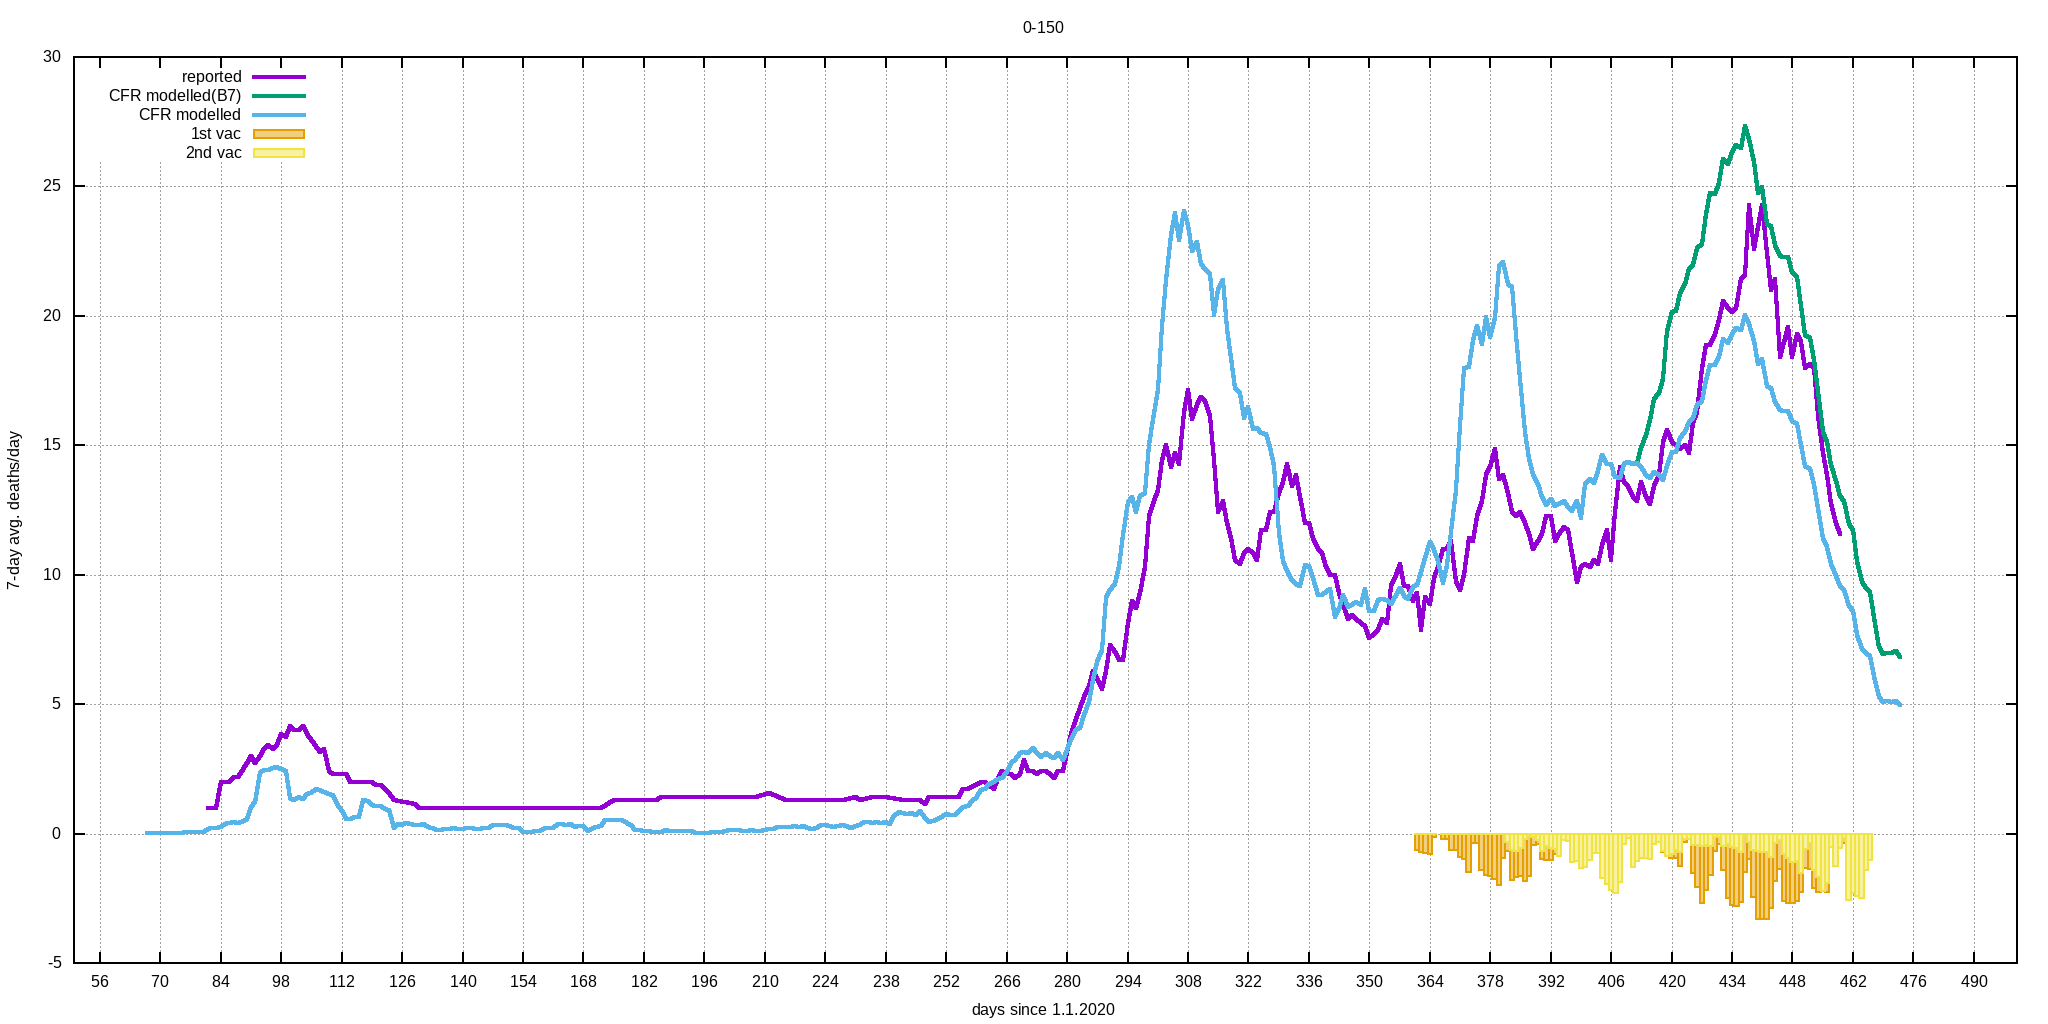 0-150
30
25
20
15
10
5
0
-5
7-day avg. deaths/day
reported
CFR modelled(B7)
CFR modelled
1st vac
2nd vac
56 70 84 98 112 126 140 154 168 182 196 210 224 238 252 266 280 294 308 322 336 350 364 378 392 406 420 434 448 462 476 490
days since 1.1.2020